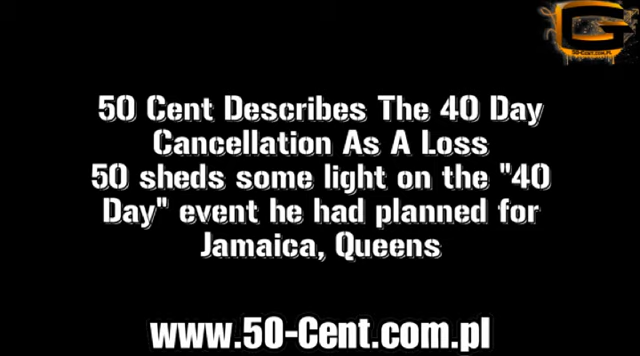 50 Cent Describes The 40 Day
Cancellation As A Loss
50 sheds some light on the "40
Day" event he had planned for
Jamaica, Queens
www.50-Cent.com.pl